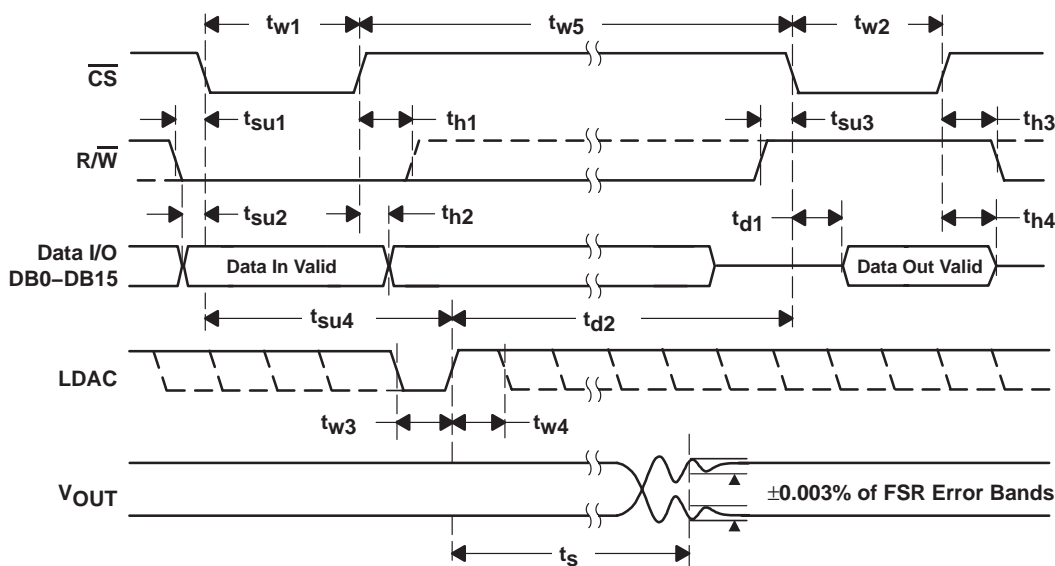 tw1 tw5 tw2
CS
tsu1 th1 tsu3 th3
R/W
tsu2 th2 td1 th4
Data I/O
DB0–DB15
Data In Valid Data Out Valid
tsu4 td2
LDAC
tw3 tw4
VOUT
±0.003% of FSR Error Bands
ts